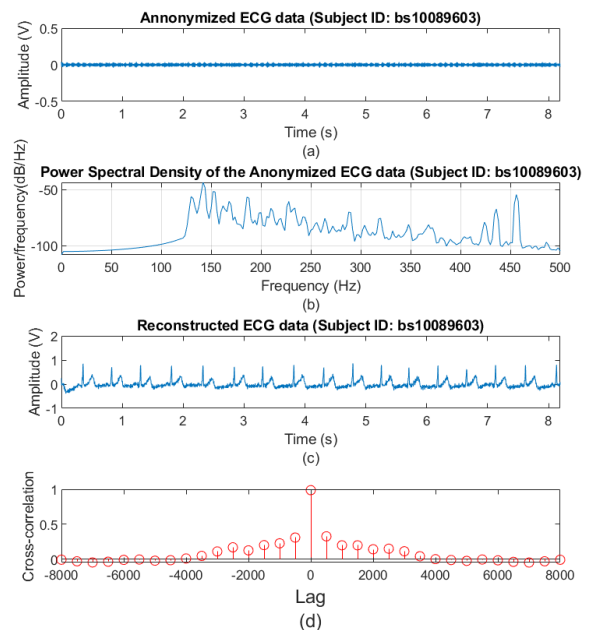 Annonymized ECG data (Subject ID: bs10089603)
Amplitude (V)
0.5
0
-0.5
0 1 2 3 4 5 6 7 8
Time (s)
(a)
Power Spectral Density of the Anonymized ECG data (Subject ID: bs10089603)
Power/frequency(dB/Hz)
-50
-100
0 50 100 150 200 250 300 350 400 450 500
Frequency (Hz)
(b)
Reconstructed ECG data (Subject ID: bs10089603)
Amplitude (V)
2
1
0
-1
0 1 2 3 4 5 6 7 8
Time (s)
(c)
Cross-correlation
1
0.5
0
-8000 -6000 -4000 -2000 0 2000 4000 6000 8000
Lag
(d)